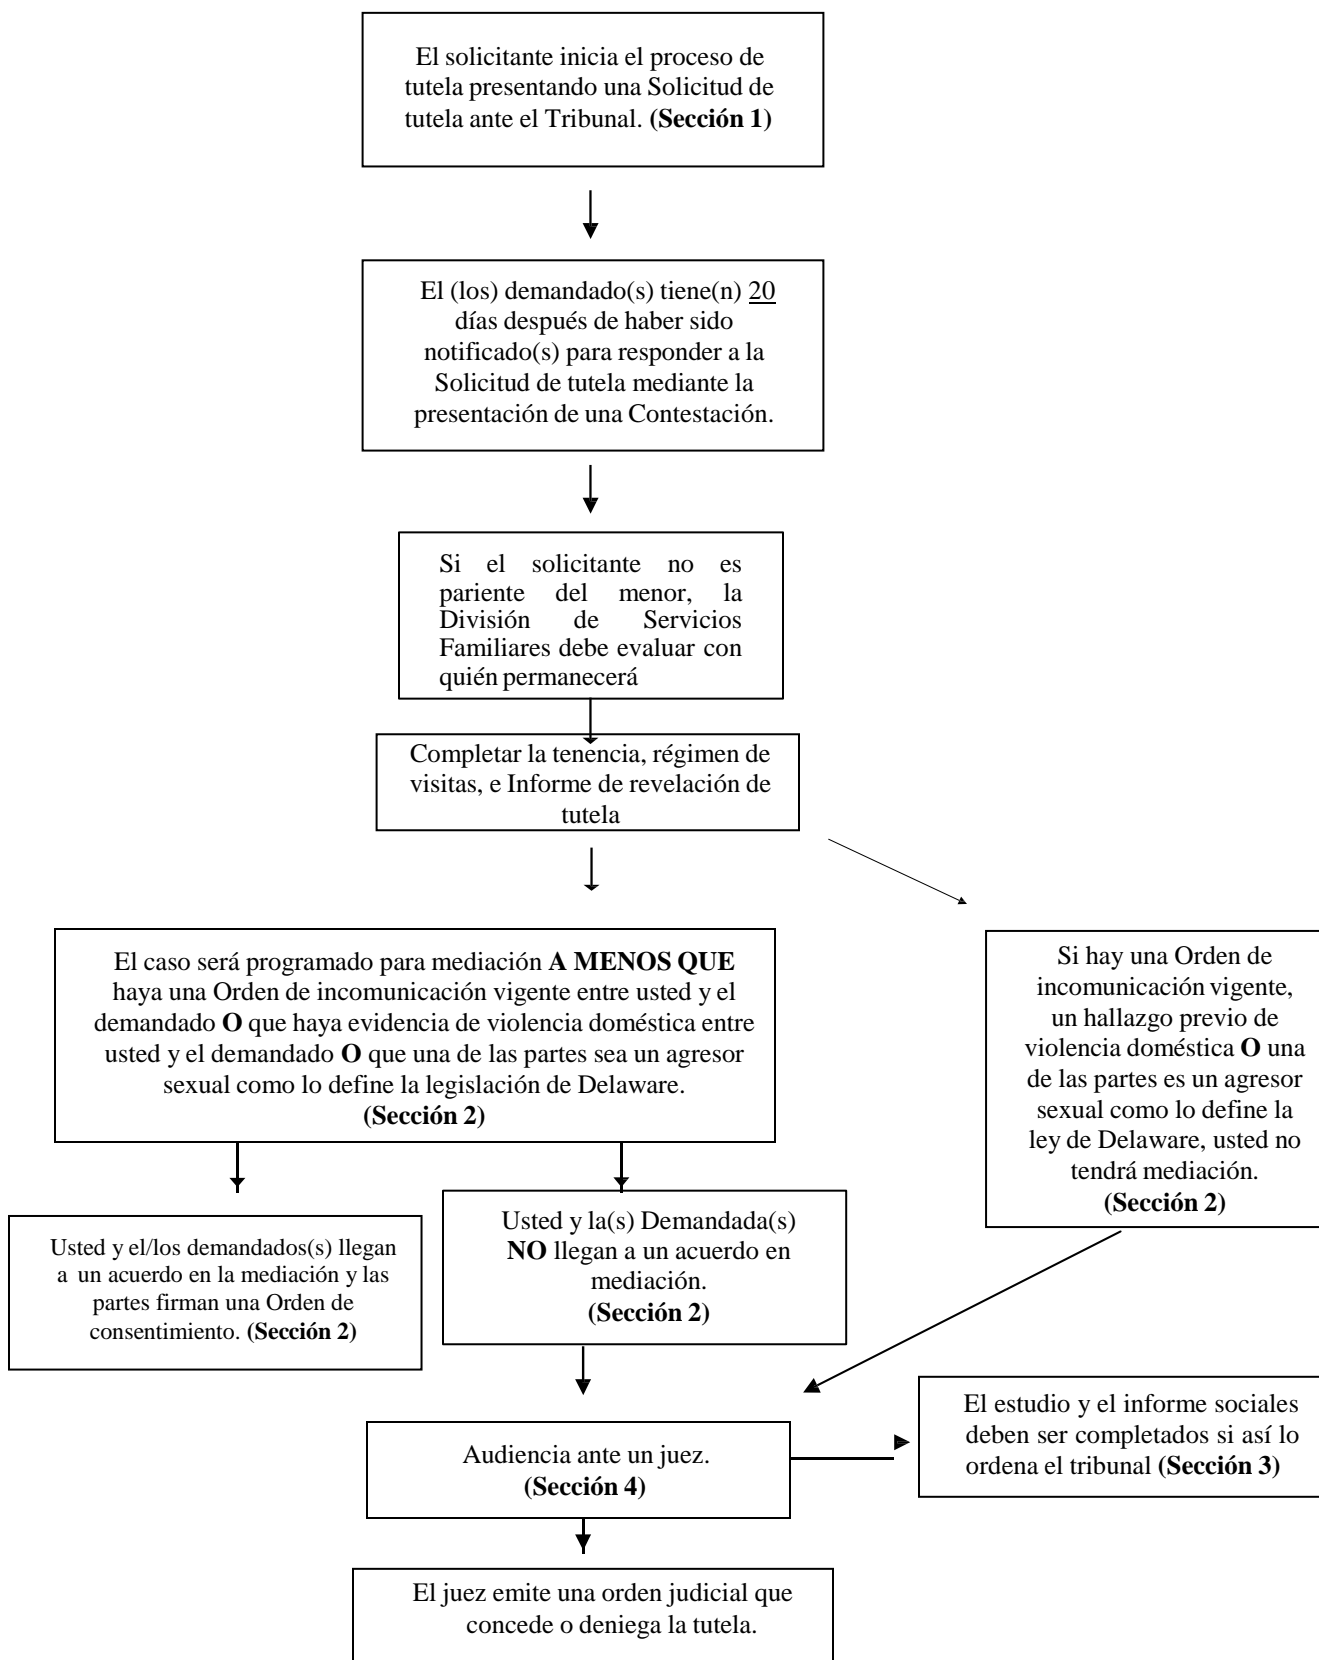 El solicitante inicia el proceso de
tutela presentando una Solicitud de
tutela ante el Tribunal. (Sección 1)
El (los) demandado(s) tiene(n) 20
días después de haber sido
notificado(s) para responder a la
Solicitud de tutela mediante la
presentación de una Contestación.
Si el solicitante no es
pariente del menor, la
División de Servicios
Familiares debe evaluar con
quién permanecerá
Completar la tenencia, régimen de
visitas, e Informe de revelación de
tutela
El caso será programado para mediación A MENOS QUE
haya una Orden de incomunicación vigente entre usted y el
demandado O que haya evidencia de violencia doméstica entre
usted y el demandado O que una de las partes sea un agresor
sexual como lo define la legislación de Delaware.
(Sección 2)
Si hay una Orden de
incomunicación vigente,
un hallazgo previo de
violencia doméstica O una
de las partes es un agresor
sexual como lo define la
ley de Delaware, usted no
tendrá mediación.
(Sección 2)
Usted y el/los demandados(s) llegan
a un acuerdo en la mediación y las
partes firman una Orden de
consentimiento. (Sección 2)
Usted y la(s) Demandada(s)
NO llegan a un acuerdo en
mediación.
(Sección 2)
Audiencia ante un juez.
(Sección 4)
El estudio y el informe sociales
deben ser completados si así lo
ordena el tribunal (Sección 3)
El juez emite una orden judicial que
concede o deniega la tutela.